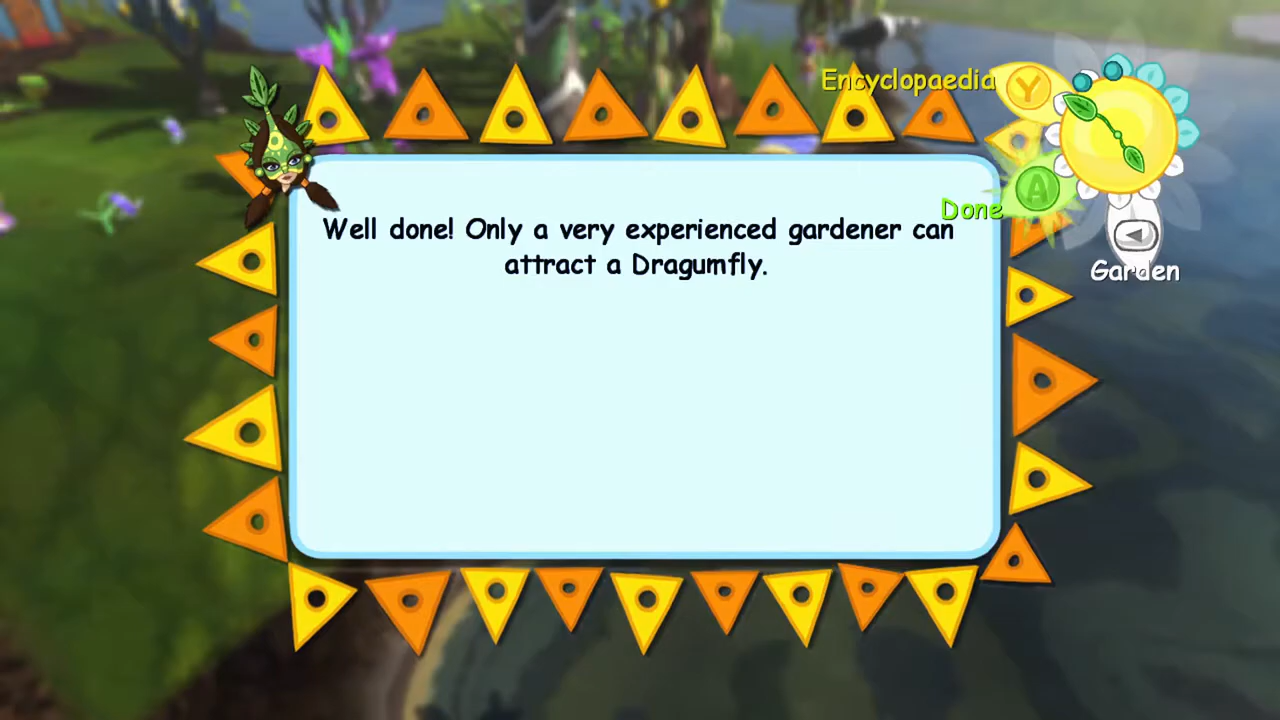 Encyclopaedia
Y
A
Done
Garden
Well done! Only a very experienced gardener can
attract a Dragumfly.